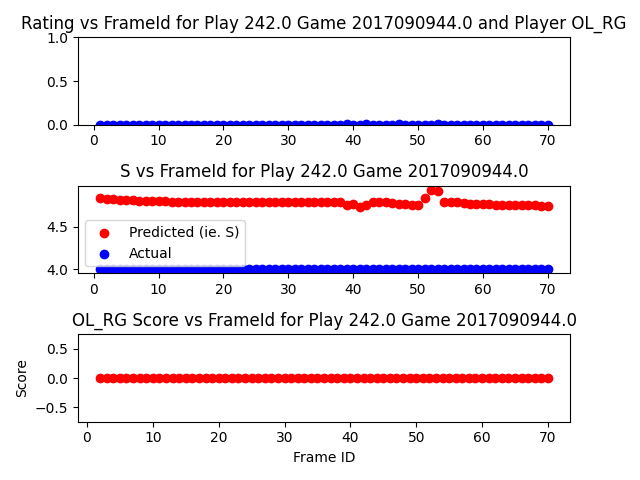 Rating vs FrameId for Play 242.0 Game 2017090944.0 and Player OL_RG
1.0
0.5
0.0
0 10 20 30 40 50 60 70
S vs FrameId for Play 242.0 Game 2017090944.0
4.5
4.0
Predicted (ie. S)
Actual
0 10 20 30 40 50 60 70
OL_RG Score vs FrameId for Play 242.0 Game 2017090944.0
Score
0.5
0.0
−0.5
0 10 20 30 40 50 60 70
Frame ID